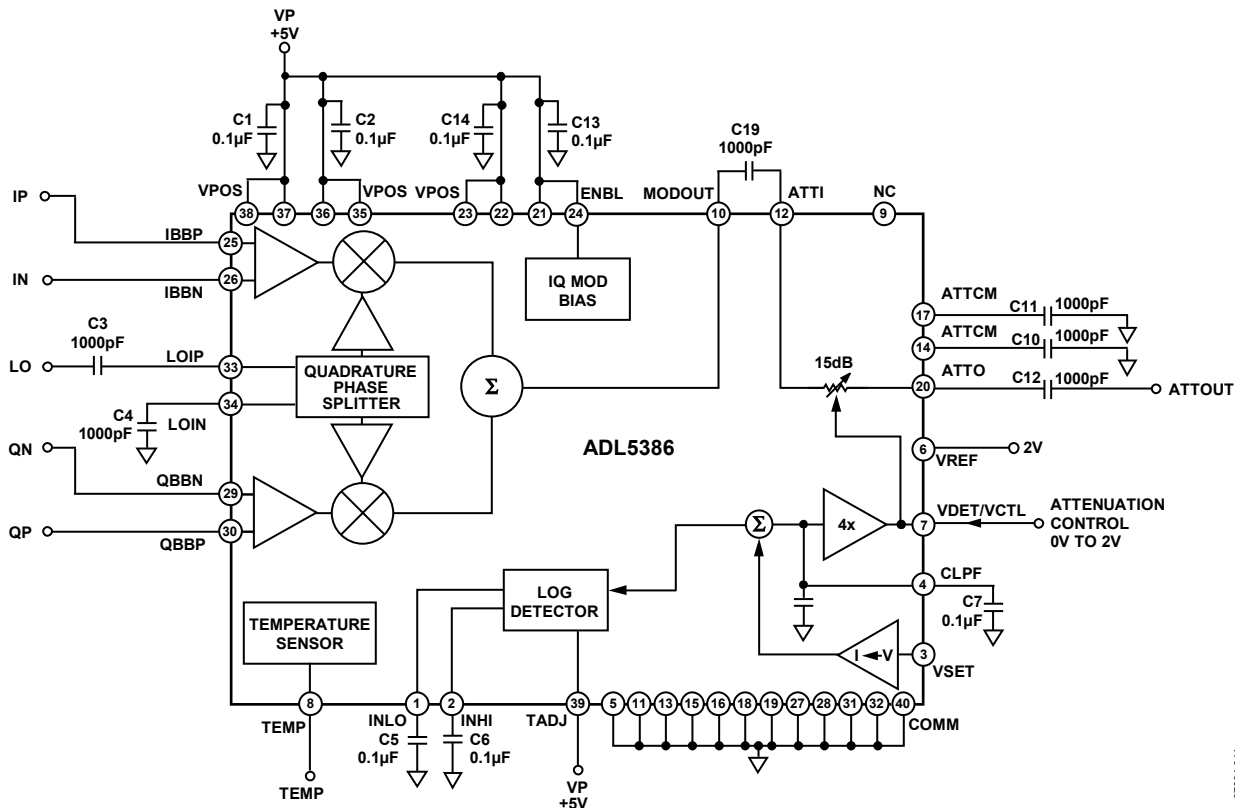 VP
+5V
C1
0.1µF
C2
0.1µF
C14
0.1µF
C13
0.1µF
C19
1000pF
VPOS
VPOS
VPOS
ENBL
MODOUT
ATTI
NC
38
37
36
35
23
22
21
24
10
12
9
IP
IBBP
25
IN
IBBN
26
IQ MOD
BIAS
C3
1000pF
LO
LOIP
33
QUADRATURE
PHASE
SPLITTER
C4
1000pF
34
LOIN
Σ
15dB
ATTCM
17
C11
1000pF
ATTCM
14
C10
1000pF
ATTO
20
C12
1000pF
ATTOUT
ADL5386
6
VREF
2V
QN
QBBN
29
QP
QBBP
30
Σ
4x
7
VDET/VCTL
ATTENUATION
CONTROL
0V TO 2V
4
CLPF
C7
0.1µF
LOG
DETECTOR
TEMPERATURE
SENSOR
I
V
3
VSET
8
TEMP
1
INLO
2
INHI
39
TADJ
5
11
13
15
16
18
19
27
28
31
32
40
COMM
C5
0.1µF
C6
0.1µF
TEMP
VP
+5V